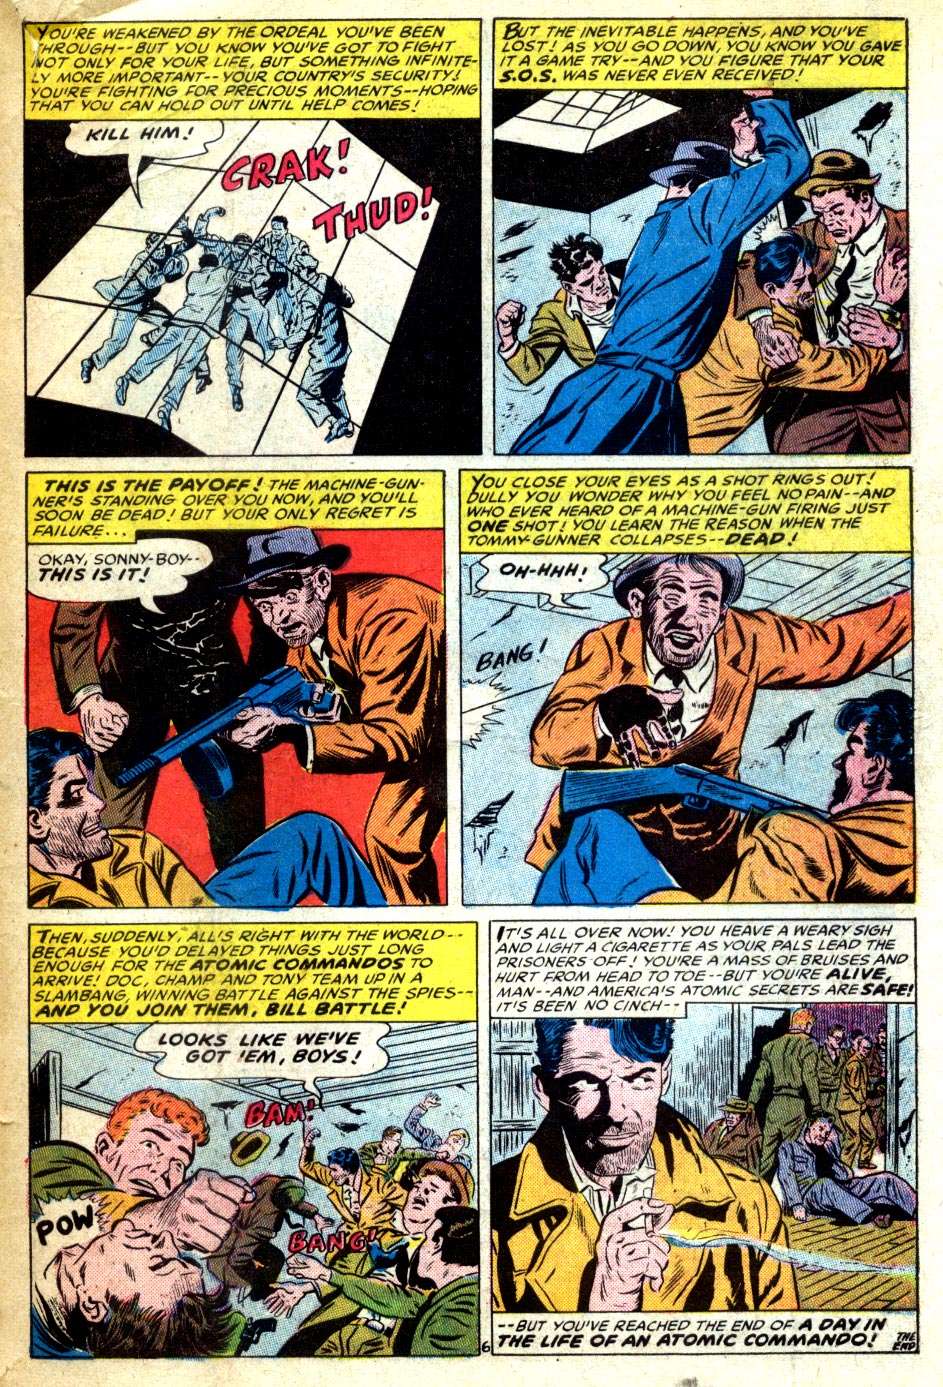 YOU'RE WEAKENED BY THE ORDEAL YOU'VE BEEN
THROUGH--BUT YOU KNOW YOU'VE GOT TO FIGHT
NOT ONLY FOR YOUR LIFE, BUT SOMETHING INFINITE-
LY MORE IMPORTANT--YOUR COUNTRY'S SECURITY!
YOU'RE FIGHTING FOR PRECIOUS MOMENTS--HOPING
THAT YOU CAN HOLD OUT UNTIL HELP COMES!
KILL HIM!
CRAK!
THUD!
BUT THE INEVITABLE HAPPENS, AND YOU'VE
LOST! AS YOU GO DOWN, YOU KNOW YOU GAVE
IT A GAME TRY--AND YOU FIGURE THAT YOUR
S.O.S. WAS NEVER EVEN RECEIVED!
THIS IS THE PAYOFF! THE MACHINE-GUN-
NER'S STANDING OVER YOU NOW, AND YOU'LL
SOON BE DEAD! BUT YOUR ONLY REGRET IS
FAILURE...
OKAY, SONNY-BOY--
THIS IS IT!
YOU CLOSE YOUR EYES AS A SHOT RINGS OUT!
DULLY YOU WONDER WHY YOU FEEL NO PAIN--AND
WHO EVER HEARD OF A MACHINE-GUN FIRING JUST
ONE SHOT! YOU LEARN THE REASON WHEN THE
TOMMY-GUNNER COLLAPSES--DEAD!
OH-HHH!
BANG!
THEN, SUDDENLY, ALL'S RIGHT WITH THE WORLD--
BECAUSE YOU'D DELAYED THINGS JUST LONG
ENOUGH FOR THE ATOMIC COMMANDOS TO
ARRIVE! DOC, CHAMP AND TONY TEAM UP IN A
SLAMBANG, WINNING BATTLE AGAINST THE SPIES--
AND YOU JOIN THEM, BILL BATTLE!
LOOKS LIKE WE'VE
GOT 'EM, BOYS!
BAM!
POW
BANG!
IT'S ALL OVER NOW! YOU HEAVE A WEARY SIGH
AND LIGHT A CIGARETTE AS YOUR PALS LEAD THE
PRISONERS OFF! YOU'RE A MASS OF BRUISES AND
HURT FROM HEAD TO TOE--BUT YOU'RE ALIVE,
MAN--AND AMERICA'S ATOMIC SECRETS ARE SAFE!
IT'S BEEN NO CINCH--
--BUT YOU'VE REACHED THE END OF A DAY IN
THE LIFE OF AN ATOMIC COMMANDO!
THE
END
6